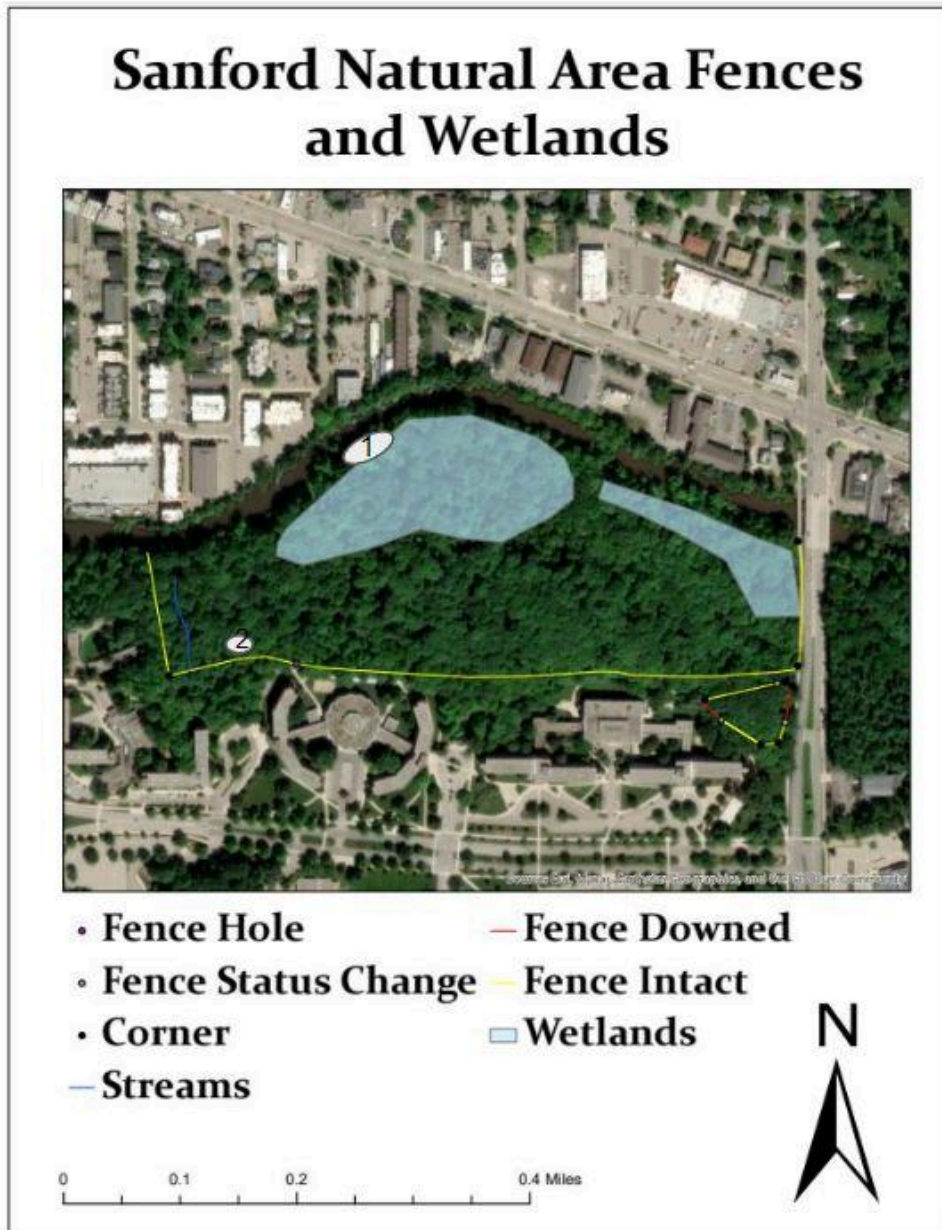 Sanford Natural Area Fences
and Wetlands
1
2
Fence Hole
Fence Downed
Fence Status Change
Fence Intact
Corner
Wetlands
Streams
N
0 0.1 0.2 0.4 Miles